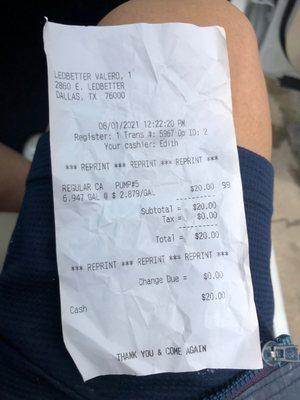 LEDBETTER VALERO, 1
2860 E. LEDBETTER
DALLAS, TX 76000
06/01/2021 12:22:20 PM
Register: 1 Trans #: 5967 Op ID: 2
Your cashier: Edith
*** REPRINT *** REPRINT *** REPRINT ***
REGULAR CA PUMP#5 $20.00 99
6.947 GAL @ $ 2.879/GAL
----------
Subtotal = $20.00
Tax = $0.00
----------
Total = $20.00
*** REPRINT *** REPRINT *** REPRINT ***
Change Due = $0.00
Cash $20.00
THANK YOU & COME AGAIN